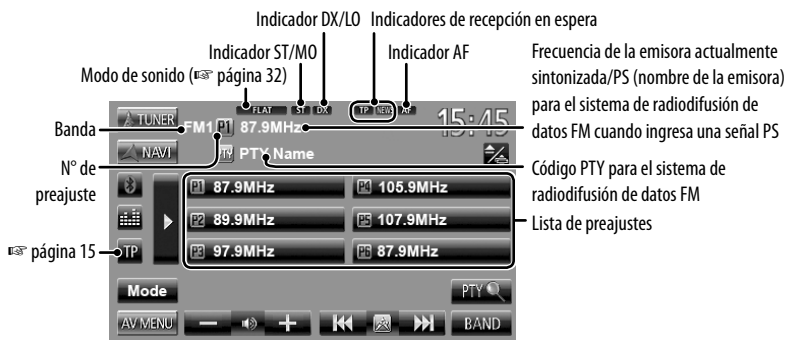 Indicador DX/LO
Indicadores de recepción en espera
Indicador ST/MO
Indicador AF
Modo de sonido (☞ página 32)
Frecuencia de la emisora actualmente
sintonizada/PS (nombre de la emisora)
para el sistema de radiodifusión de
datos FM cuando ingresa una señal PS
Banda
N° de
preajuste
☞ página 15
Código PTY para el sistema de
radiodifusión de datos FM
Lista de preajustes
TUNER
FLAT
ST
DX
TP
NEWS
AF
15:45
FM1 P1 87.9MHz
NAVI
PTY PTY Name
P1 87.9MHz
P4 105.9MHz
P2 89.9MHz
P5 107.9MHz
TP
P3 97.9MHz
P6 87.9MHz
Mode
PTY
AV MENU
BAND